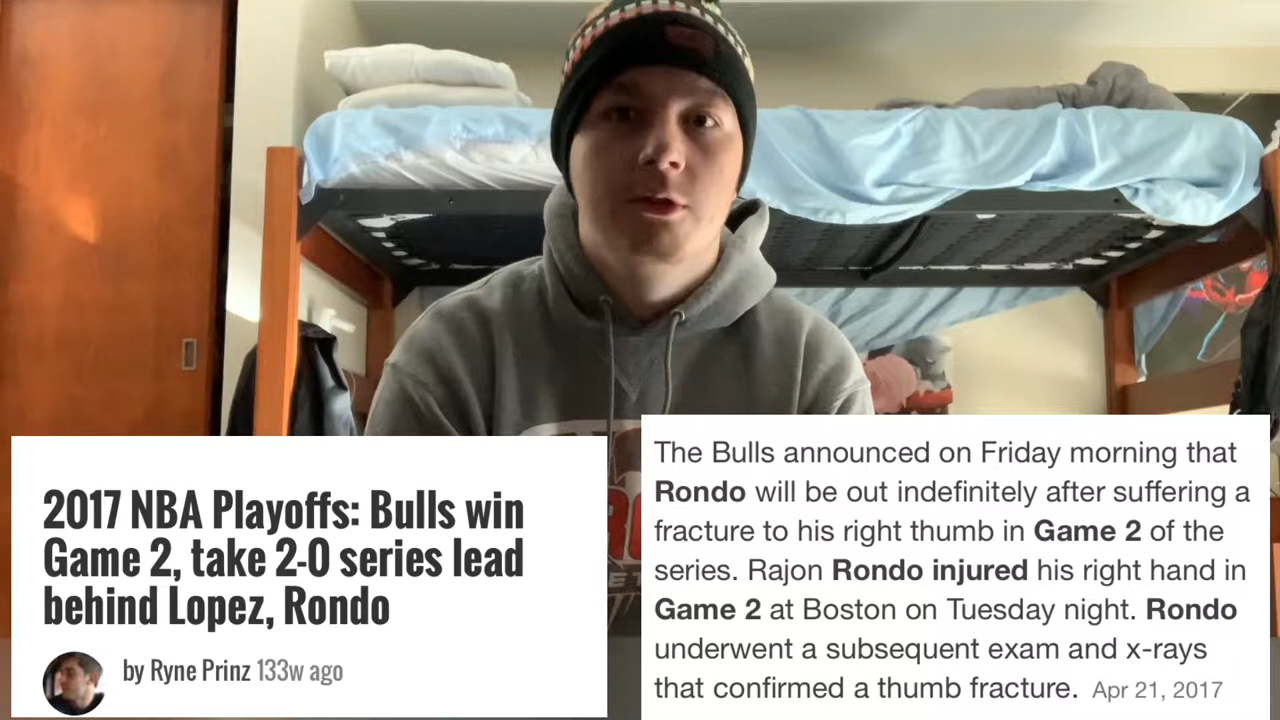 2017 NBA Playoffs: Bulls win
Game 2, take 2-0 series lead
behind Lopez, Rondo
by Ryne Prinz 133w ago
The Bulls announced on Friday morning that
Rondo will be out indefinitely after suffering a
fracture to his right thumb in Game 2 of the
series. Rajon Rondo injured his right hand in
Game 2 at Boston on Tuesday night. Rondo
underwent a subsequent exam and x-rays
that confirmed a thumb fracture. Apr 21, 2017